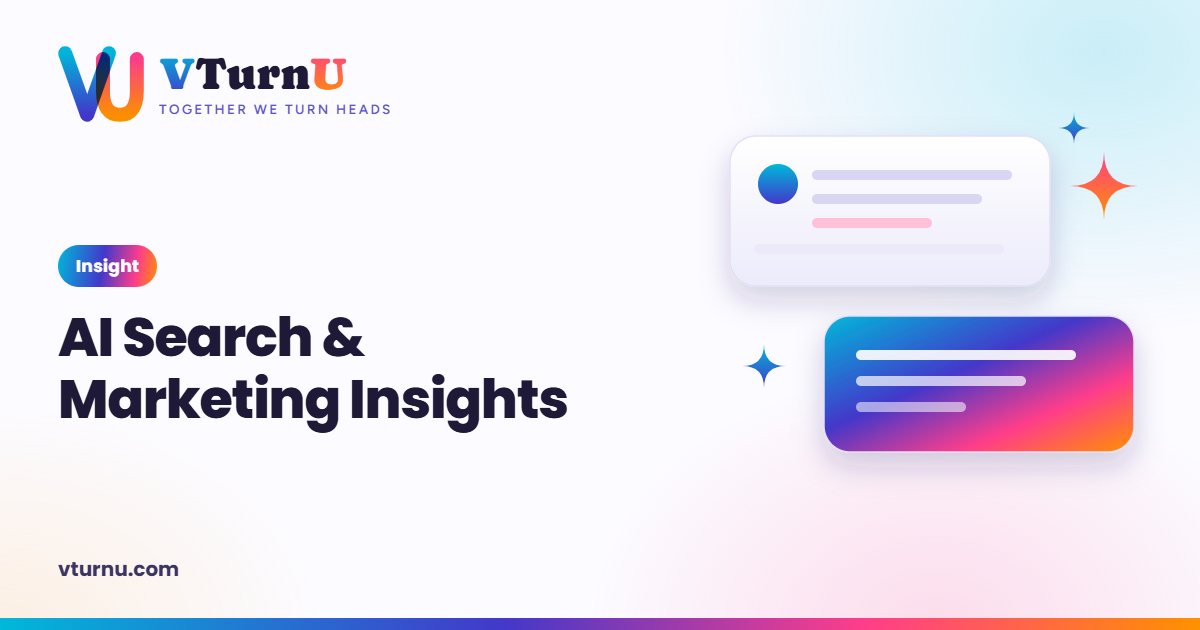 VTurnU
TOGETHER WE TURN HEADS
Insight
AI Search &
Marketing Insights
vturnu.com